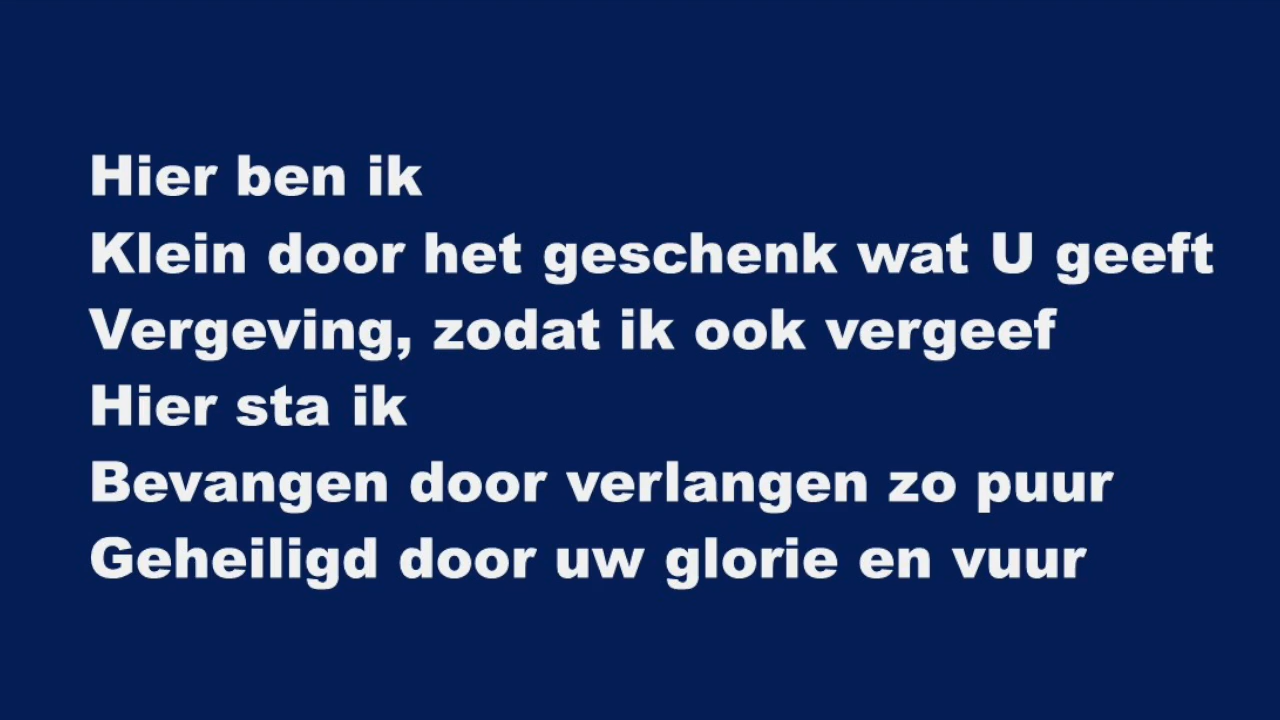 Hier ben ik
Klein door het geschenk wat U geeft
Vergeving, zodat ik ook vergeef
Hier sta ik
Bevangen door verlangen zo puur
Geheiligd door uw glorie en vuur